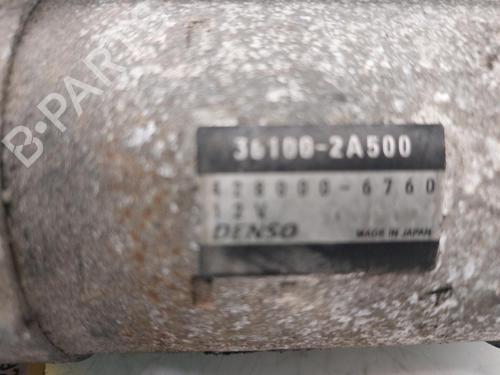 B-PARTS
36100-2A500
428000-6760
12V
DENSO MADE IN JAPAN